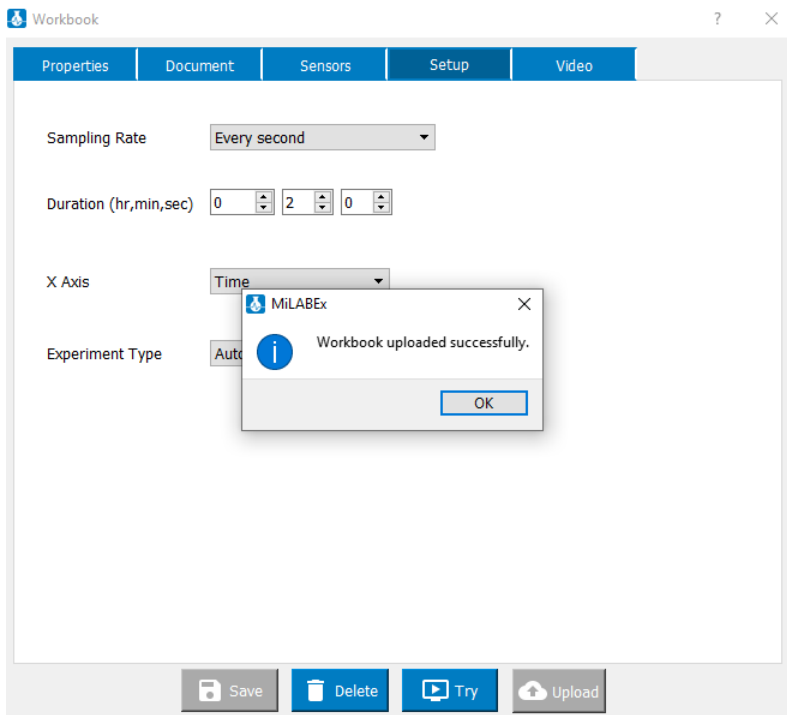 Workbook ?
Properties Document Sensors Setup Video
Sampling Rate Every second
Duration (hr,min,sec) 0 2 0
X Axis Time
MiLABEx
Experiment Type
Workbook uploaded successfully.
OK
Save Delete Try Upload